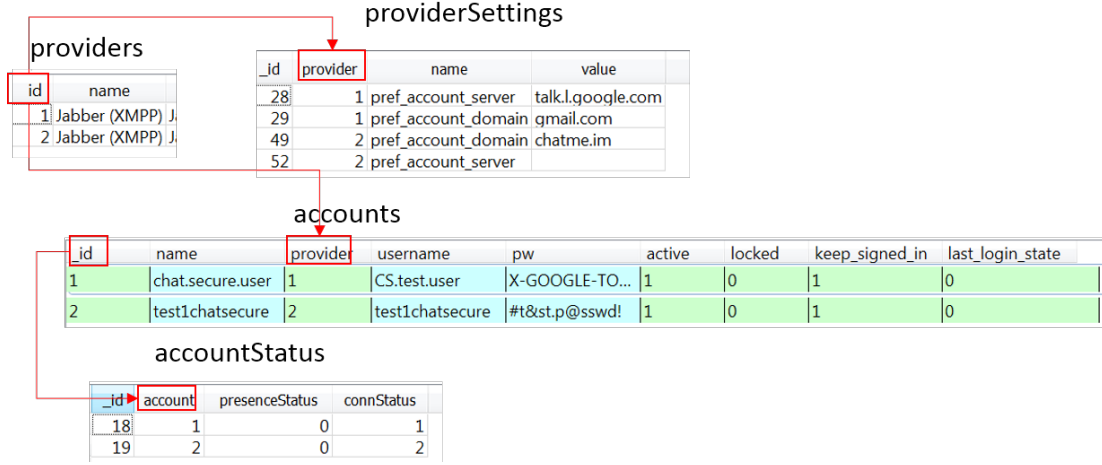 providerSettings
providers
_id provider name value
28 1 pref_account_server talk.l.google.com
29 1 pref_account_domain gmail.com
49 2 pref_account_domain chatme.im
52 2 pref_account_server
id name
1 Jabber (XMPP)
2 Jabber (XMPP)
accounts
_id name provider username pw active locked keep_signed_in last_login_state
1 chat.secure.user 1 CS.test.user X-GOOGLE-TO... 1 0 1 0
2 test1chatsecure 2 test1chatsecure #t&st.p@sswd! 1 0 1 0
accountStatus
_id account presenceStatus connStatus
18 1 0 1
19 2 0 2